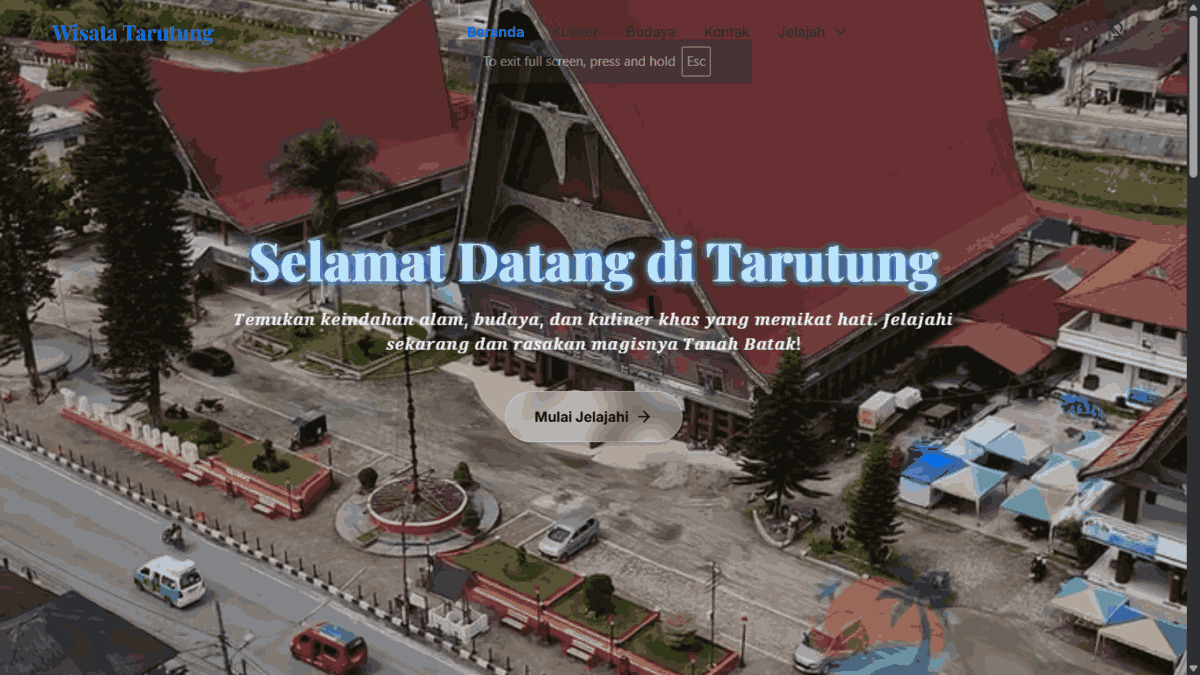 Wisata Tarutung
Beranda Kuliner Budaya Kontak Jelajah
To exit full screen, press and hold Esc
Selamat Datang di Tarutung
Temukan keindahan alam, budaya, dan kuliner khas yang memikat hati. Jelajahi
sekarang dan rasakan magisnya Tanah Batak!
Mulai Jelajahi →